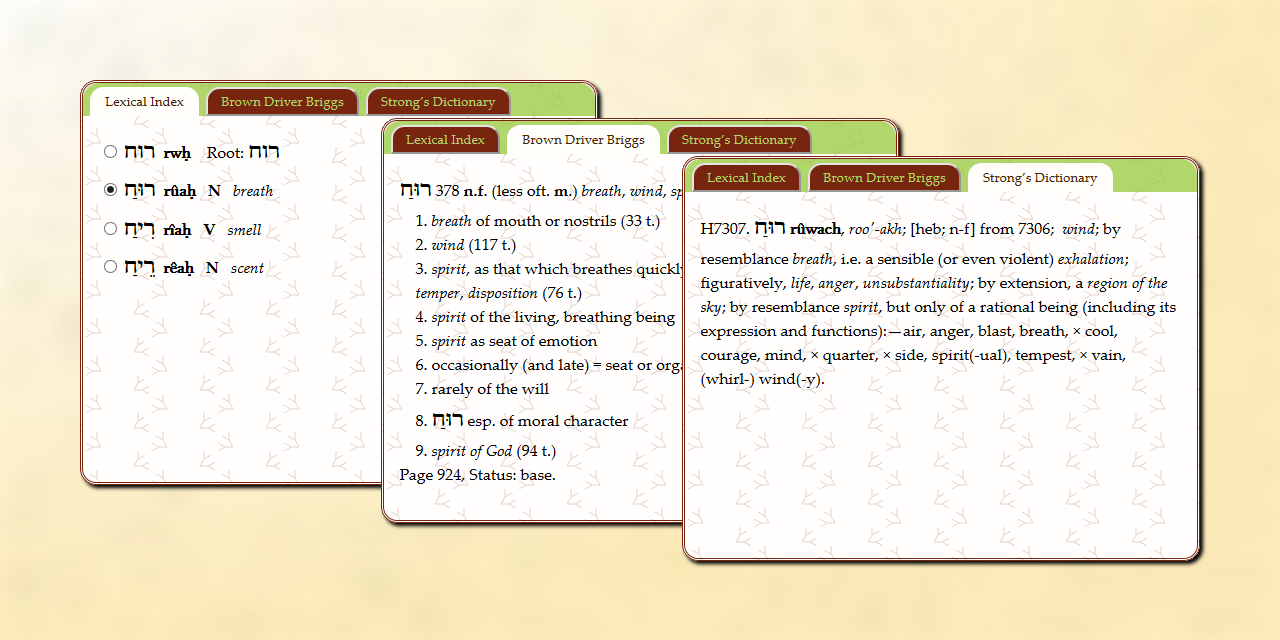 Lexical Index Brown Driver Briggs Strong's Dictionary
רוח rwḥ Root: רוח
רוּחַ rûaḥ N breath
רִיחַ rîaḥ V smell
רֵיחַ rêaḥ N scent
Lexical Index Brown Driver Briggs Strong's Dictionary
רוּחַ 378 n.f. (less oft. m.) breath, wind,
1. breath of mouth or nostrils (33 t.)
2. wind (117 t.)
3. spirit, as that which breathes quickly
temper, disposition (76 t.)
4. spirit of the living, breathing being
5. spirit as seat of emotion
6. occasionally (and late) = seat or
7. rarely of the will
8. רוּחַ esp. of moral character
9. spirit of God (94 t.)
Page 924, Status: base.
Lexical Index Brown Driver Briggs Strong's Dictionary
H7307. רוּחַ rûwach, roo'-akh; [heb; n-f] from 7306; wind; by
resemblance breath, i.e. a sensible (or even violent) exhalation;
figuratively, life, anger, unsubstantiality; by extension, a region of the
sky; by resemblance spirit, but only of a rational being (including its
expression and functions):—air, anger, blast, breath, × cool,
courage, mind, × quarter, × side, spirit(-ual), tempest, × vain,
(whirl-) wind(-y).